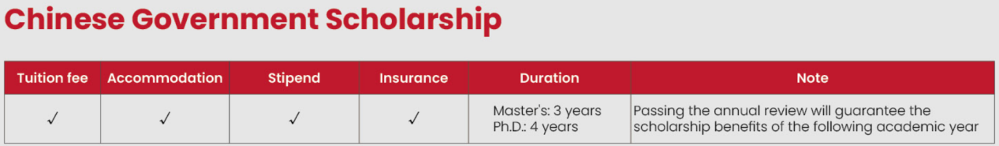 Chinese Government Scholarship
Tuition fee Accommodation Stipend Insurance Duration Note
✓ ✓ ✓ ✓ Master's: 3 years Passing the annual review will guarantee the
Ph.D.: 4 years scholarship benefits of the following academic year